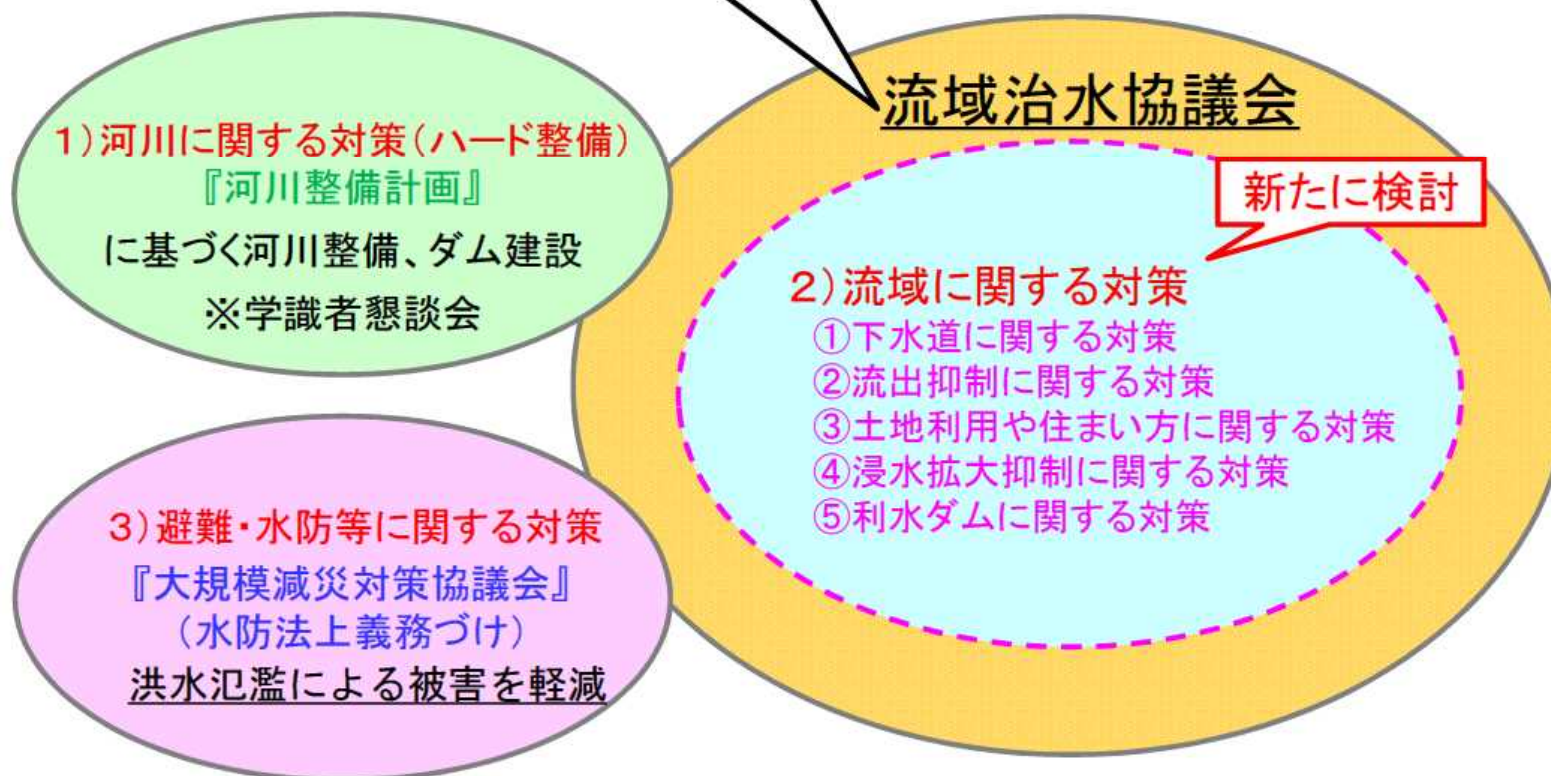 1)河川に関する対策(ハード整備)
『河川整備計画』
に基づく河川整備、ダム建設
※学識者懇談会
流域治水協議会
新たに検討
2)流域に関する対策
①下水道に関する対策
②流出抑制に関する対策
③土地利用や住まい方に関する対策
④浸水拡大抑制に関する対策
⑤利水ダムに関する対策
3)避難・水防等に関する対策
『大規模減災対策協議会』
(水防法上義務づけ)
洪水氾濫による被害を軽減